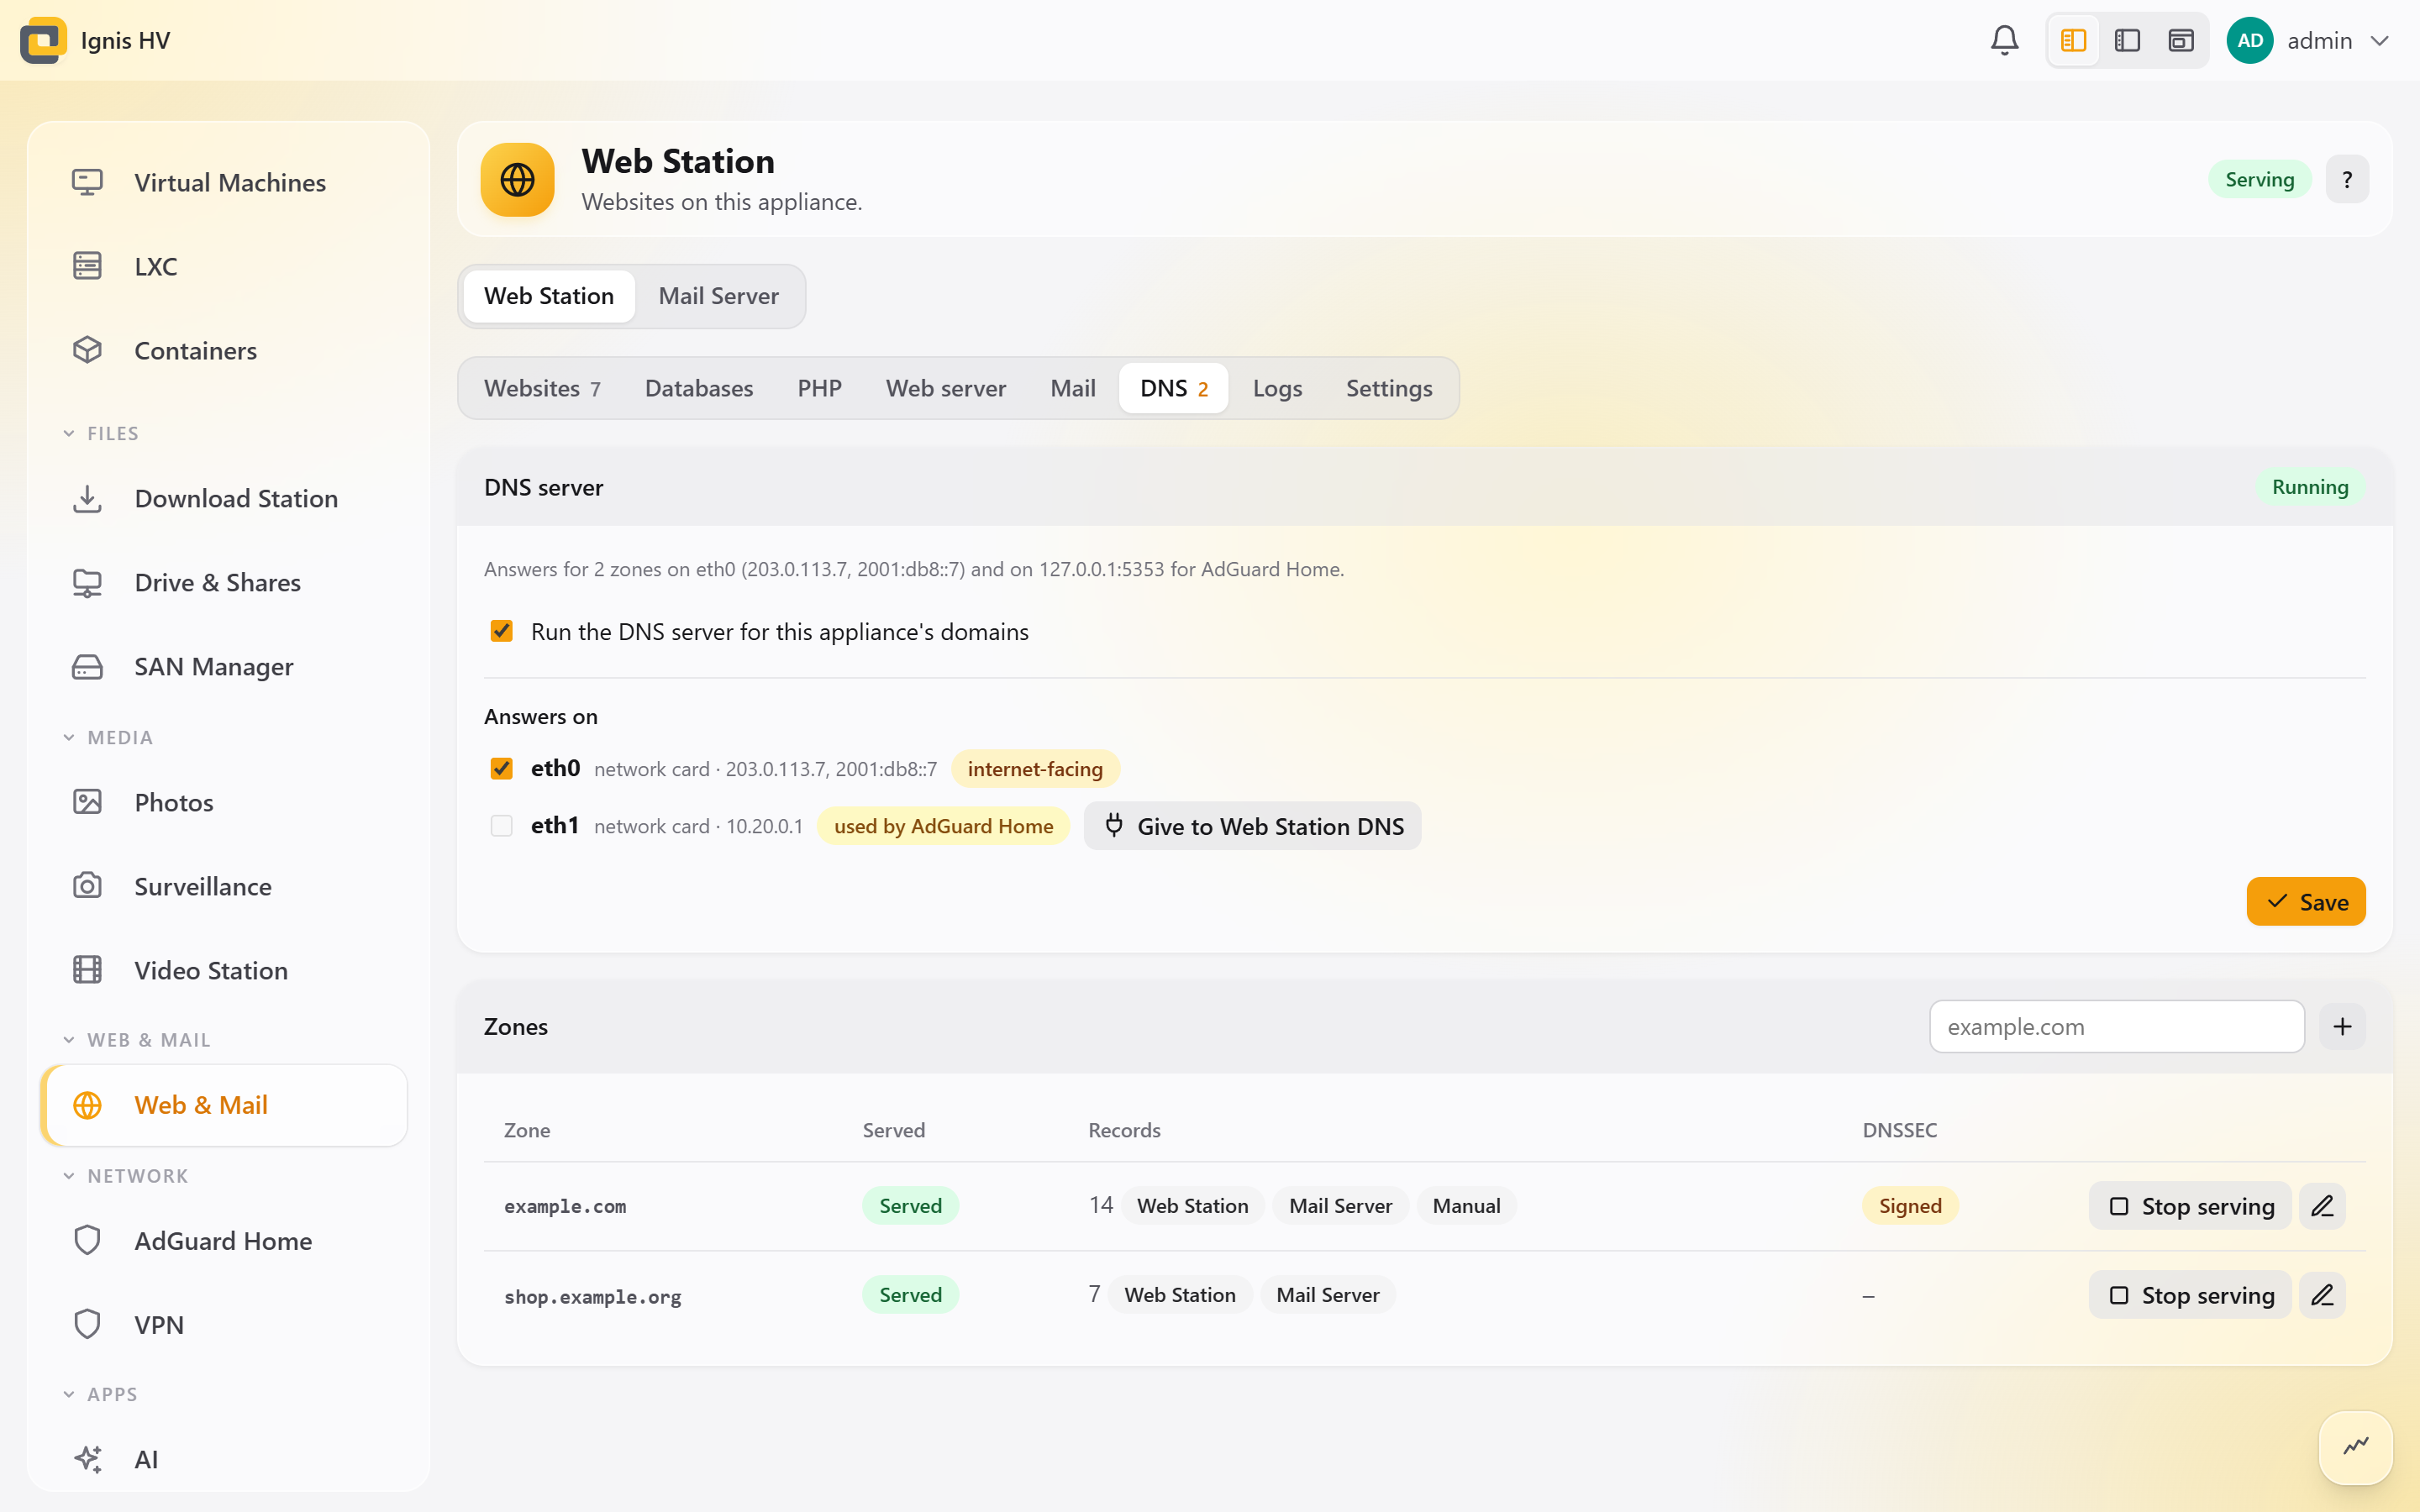 Ignis HV
AD admin
Virtual Machines
LXC
Containers
FILES
Download Station
Drive & Shares
SAN Manager
MEDIA
Photos
Surveillance
Video Station
WEB & MAIL
Web & Mail
NETWORK
AdGuard Home
VPN
APPS
AI
Web Station
Websites on this appliance.
Serving ?
Web Station Mail Server
Websites 7 Databases PHP Web server Mail DNS 2 Logs Settings
DNS server Running
Answers for 2 zones on eth0 (203.0.113.7, 2001:db8::7) and on 127.0.0.1:5353 for AdGuard Home.
Run the DNS server for this appliance's domains
Answers on
eth0 network card · 203.0.113.7, 2001:db8::7 internet-facing
eth1 network card · 10.20.0.1 used by AdGuard Home Give to Web Station DNS
Save
Zones example.com +
Zone Served Records DNSSEC
example.com Served 14 Web Station Mail Server Manual Signed Stop serving
shop.example.org Served 7 Web Station Mail Server – Stop serving